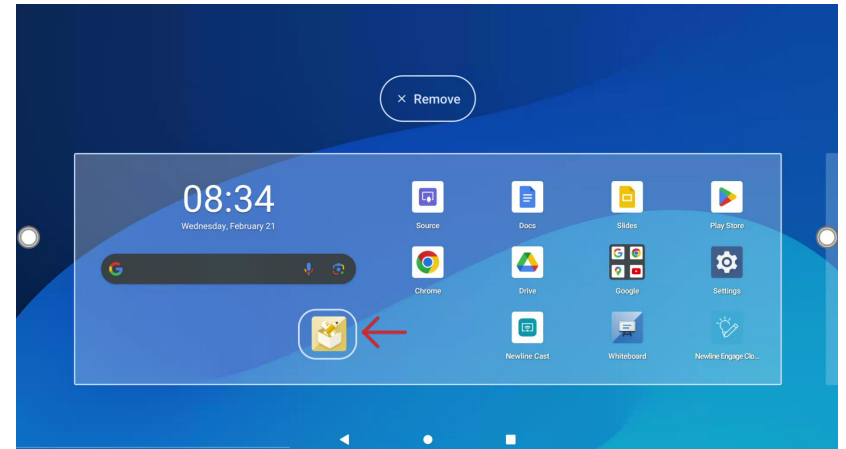 × Remove
08:34
Wednesday, February 21
Source
Docs
Slides
Play Store
Chrome
Drive
Google
Settings
Newline Cast
Whiteboard
Newline Engage Clo...